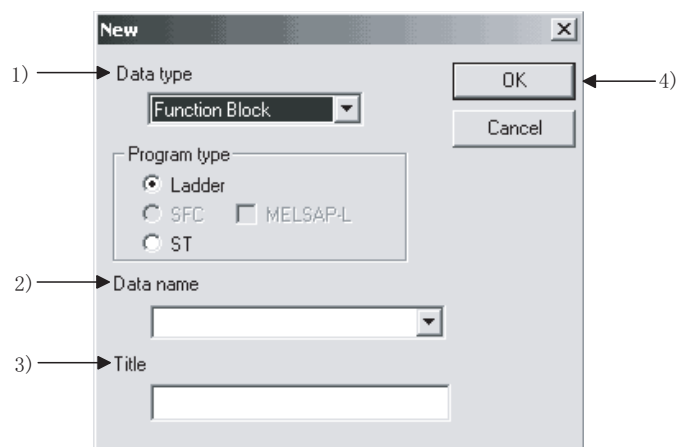 New
1)
Data type
OK
4)
Function Block
Cancel
Program type
Ladder
SFC MELSAP-L
ST
2)
Data name
3)
Title